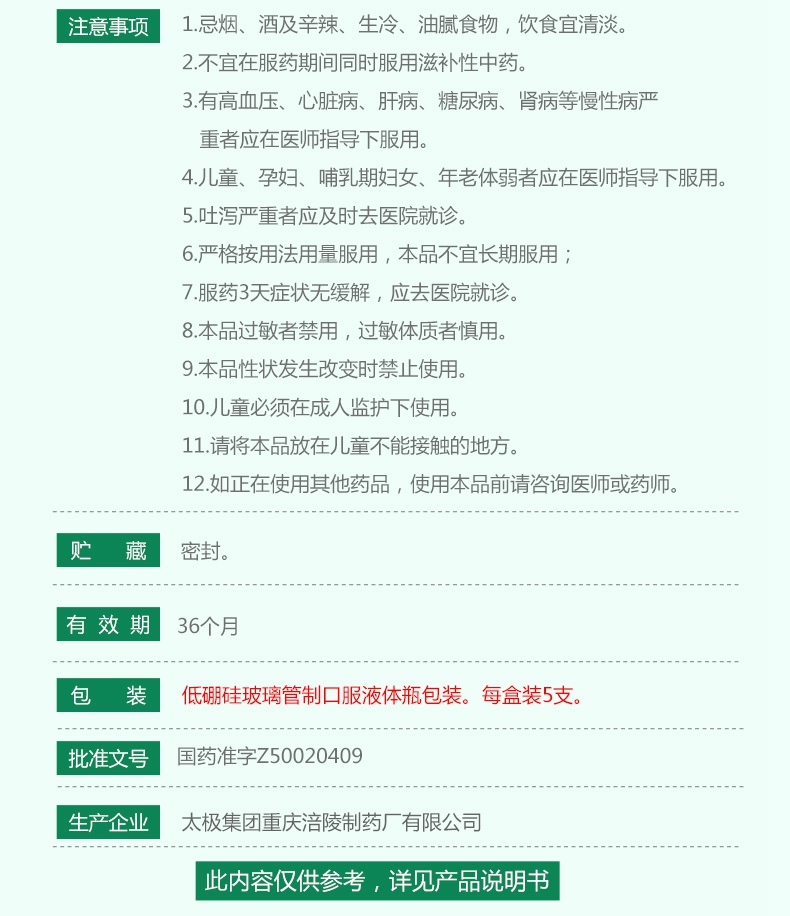 注意事项 1.忌烟、酒及辛辣、生冷、油腻食物，饮食宜清淡。
2.不宜在服药期间同时服用滋补性中药。
3.有高血压、心脏病、肝病、糖尿病、肾病等慢性病严
重者应在医师指导下服用。
4.儿童、孕妇、哺乳期妇女、年老体弱者应在医师指导下服用。
5.吐泻严重者应及时去医院就诊。
6.严格按用法用量服用，本品不宜长期服用；
7.服药3天症状无缓解，应去医院就诊。
8.本品过敏者禁用，过敏体质者慎用。
9.本品性状发生改变时禁止使用。
10.儿童必须在成人监护下使用。
11.请将本品放在儿童不能接触的地方。
12.如正在使用其他药品，使用本品前请咨询医师或药师。
贮 藏 密封。
有 效 期 36个月
包 装 低硼硅玻璃管制口服液体瓶包装。每盒装5支。
批准文号 国药准字Z50020409
生产企业 太极集团重庆涪陵制药厂有限公司
此内容仅供参考，详见产品说明书